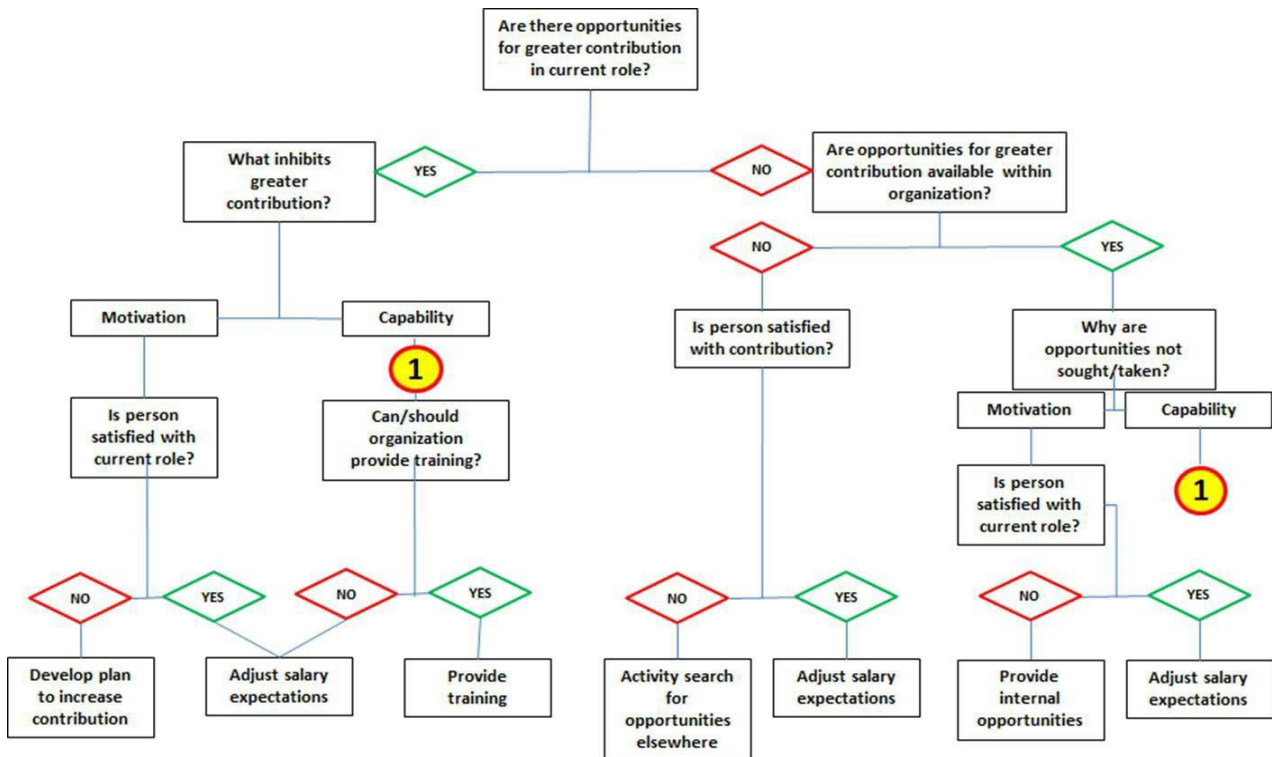 Are there opportunities
for greater contribution
in current role?
What inhibits
greater
contribution?
YES
NO
Are opportunities for greater
contribution available within
organization?
NO
YES
Motivation
Capability
Is person satisfied
with contribution?
Why are
opportunities not
sought/taken?
1
Is person
satisfied with
current role?
Can/should
organization
provide training?
Motivation
Capability
Is person
satisfied with
current role?
1
NO
YES
NO
YES
NO
YES
NO
YES
Develop plan
to increase
contribution
Adjust salary
expectations
Provide
training
Activity search
for
opportunities
elsewhere
Adjust salary
expectations
Provide
internal
opportunities
Adjust salary
expectations